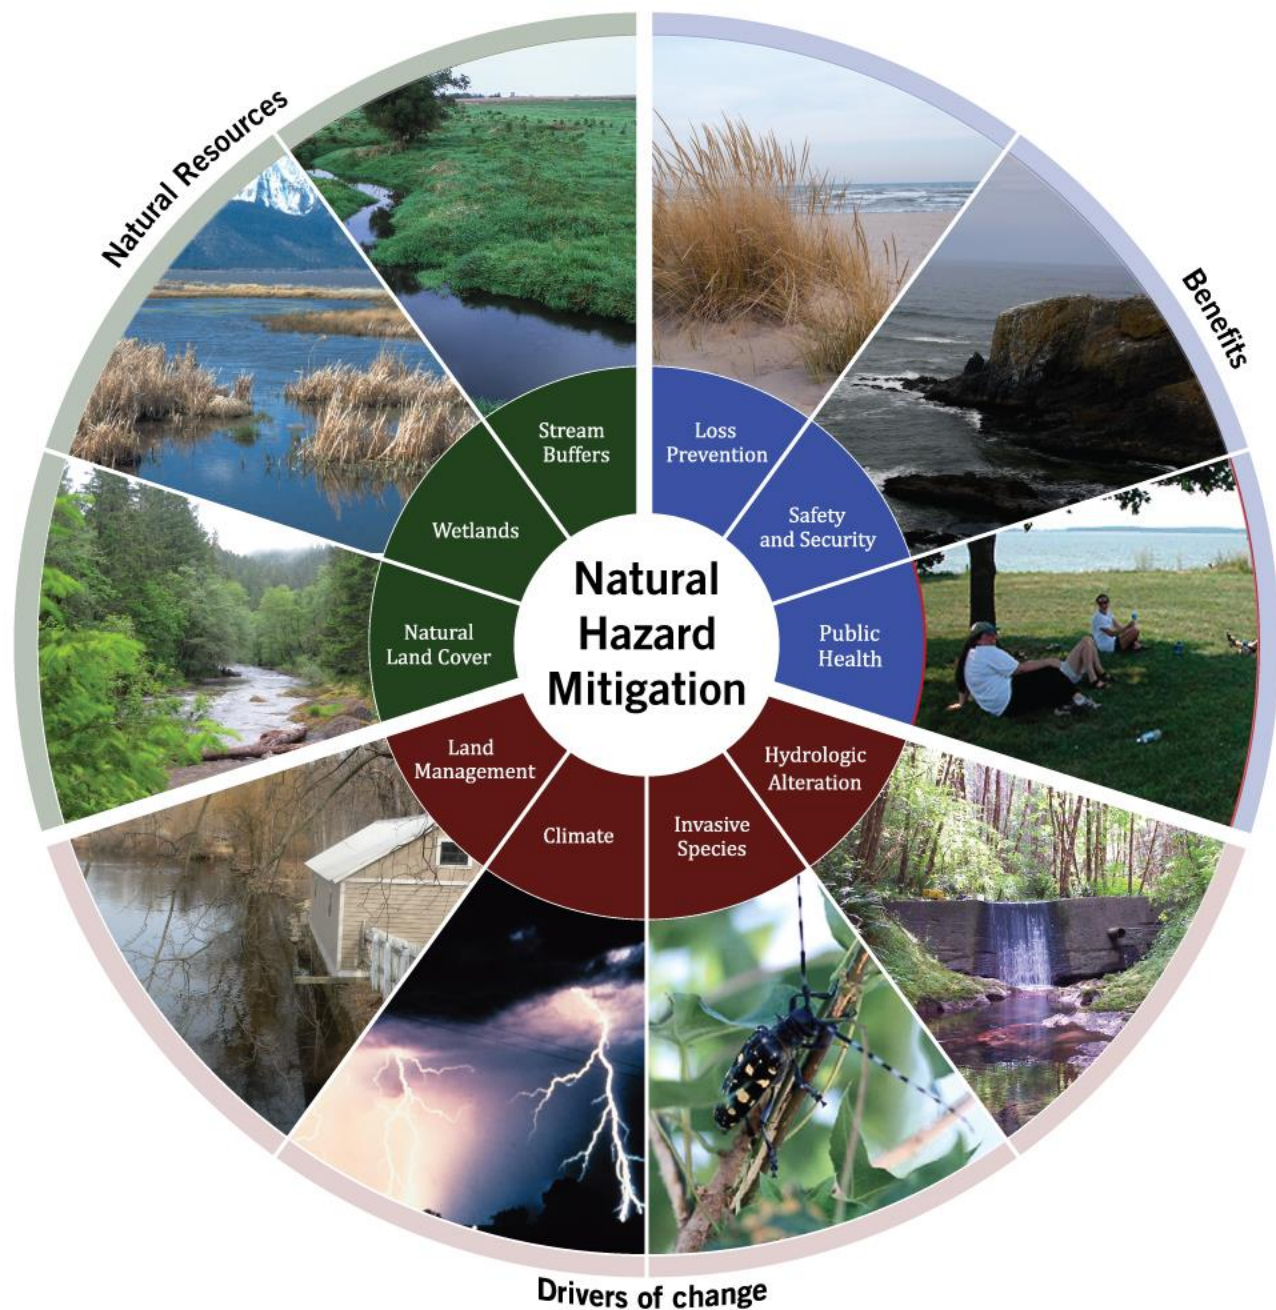 Natural Resources
Benefits
Stream
Buffers
Loss
Prevention
Wetlands
Safety
and Security
Natural
Hazard
Mitigation
Natural
Land Cover
Public
Health
Land
Management
Hydrologic
Alteration
Climate
Invasive
Species
Drivers of change